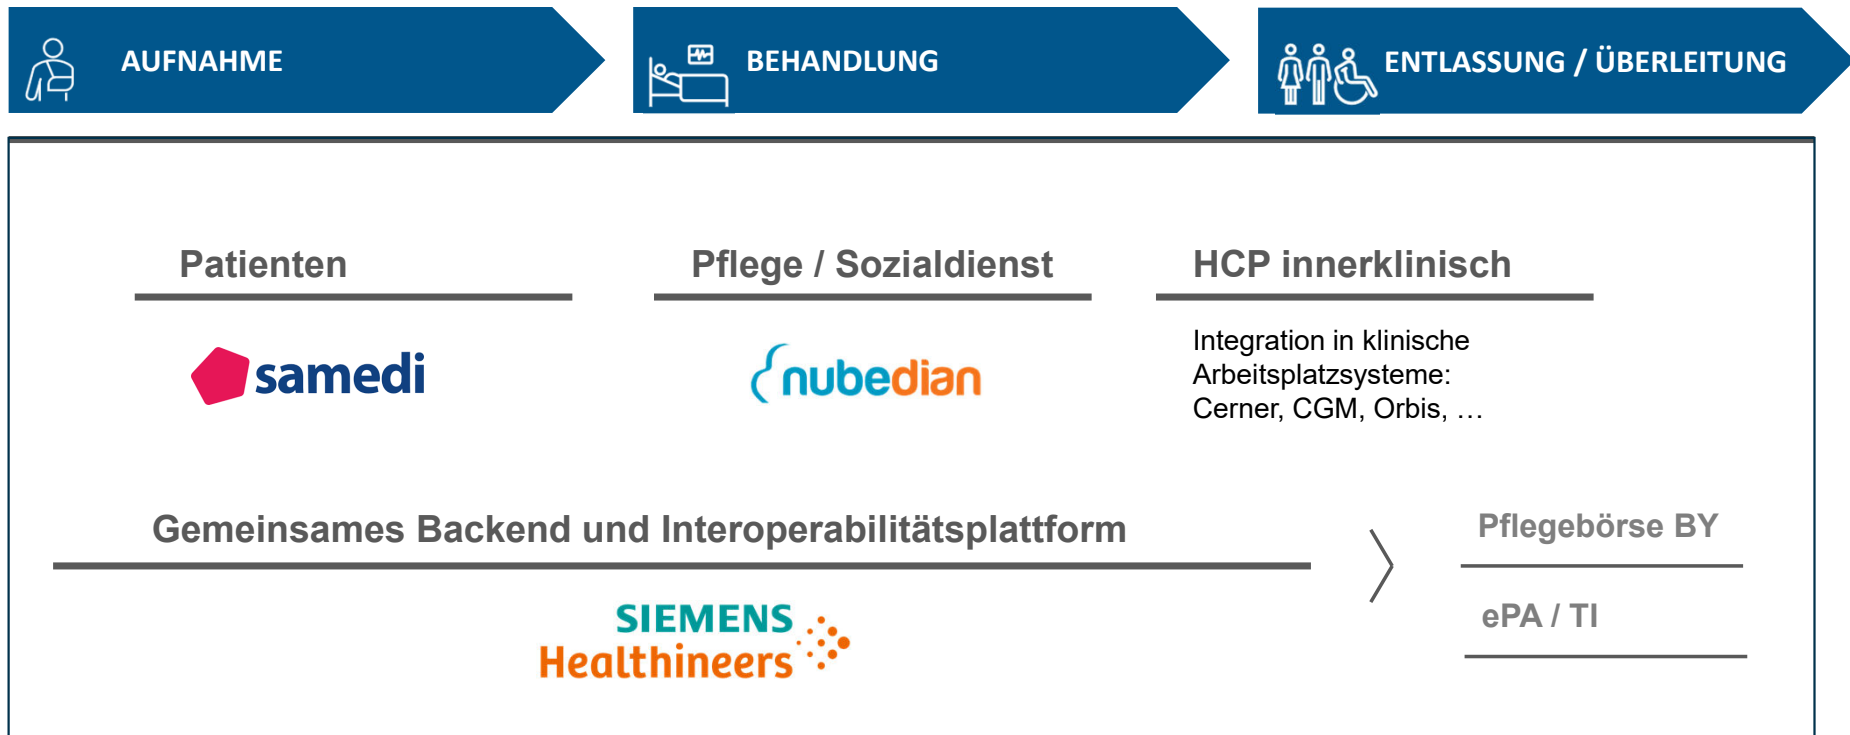 AUFNAHME
BEHANDLUNG
ENTLASSUNG / ÜBERLEITUNG
Patienten
samedi
Pflege / Sozialdienst
nubedian
HCP innerklinisch
Integration in klinische
Arbeitsplatzsysteme:
Cerner, CGM, Orbis, …
Gemeinsames Backend und Interoperabilitätsplattform
SIEMENS
Healthineers
Pflegebörse BY
ePA / TI